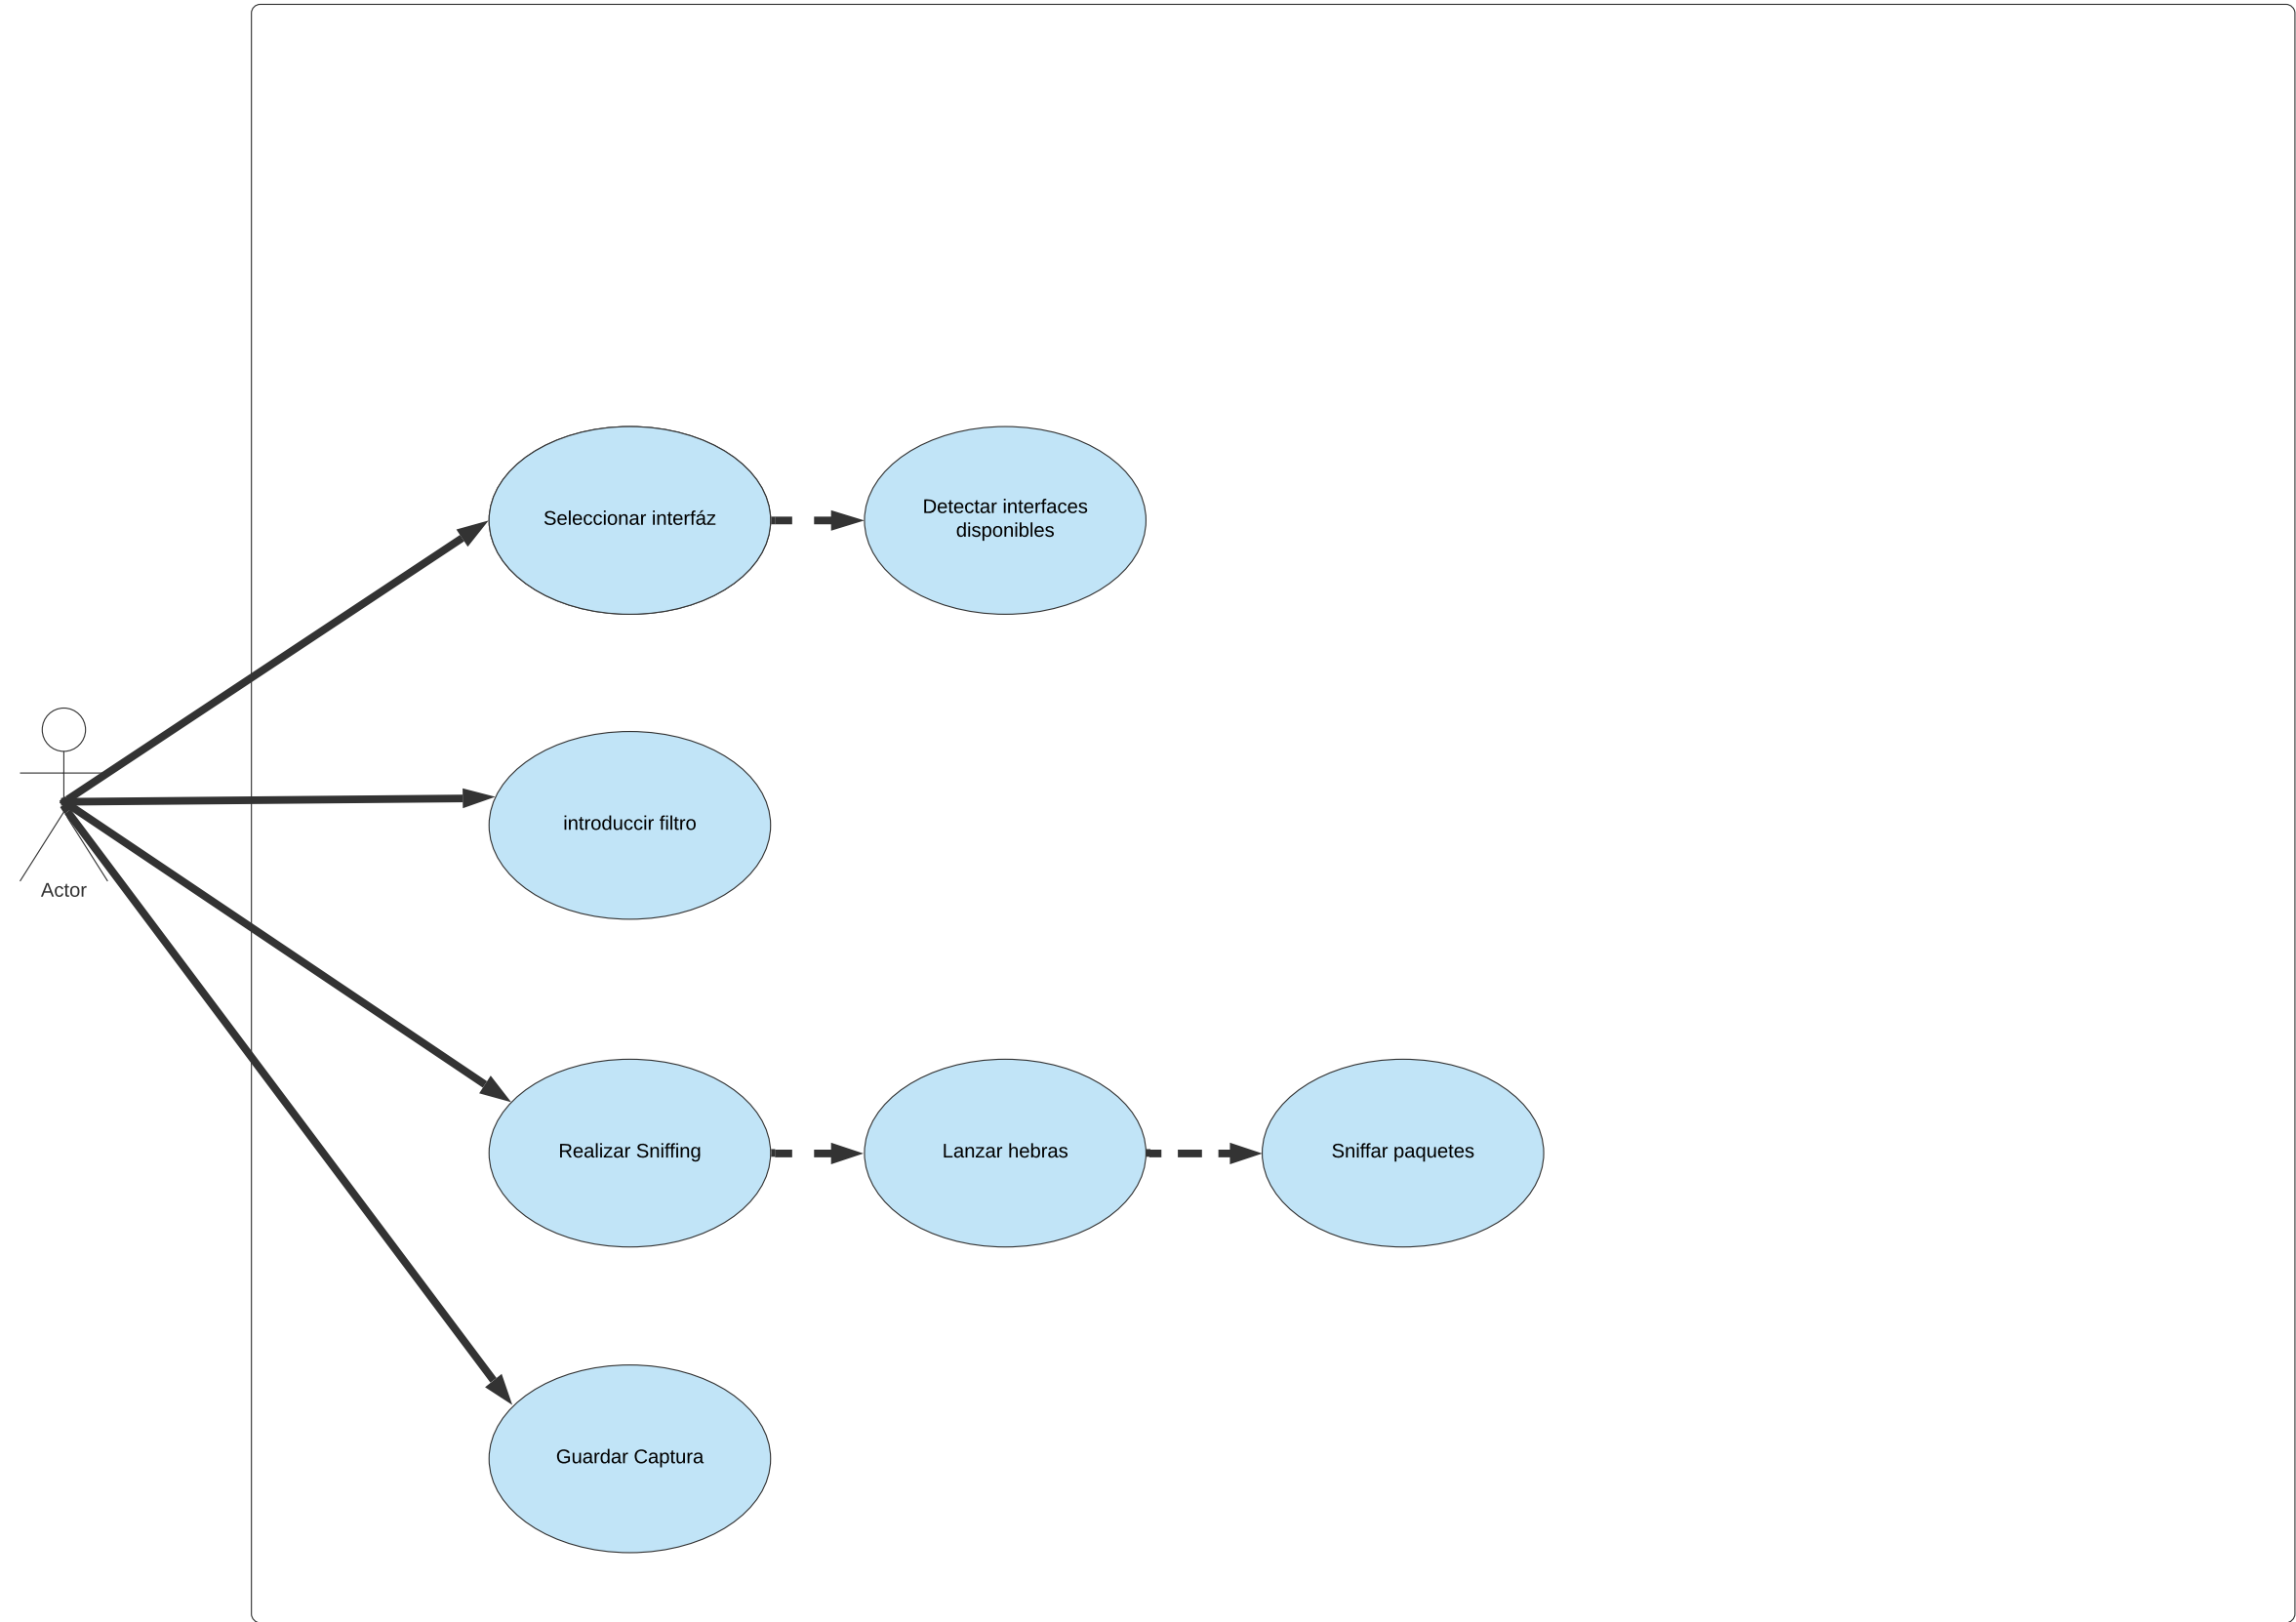 Seleccionar interfáz
Detectar interfaces
disponibles
introduccir filtro
Actor
Realizar Sniffing
Lanzar hebras
Sniffar paquetes
Guardar Captura